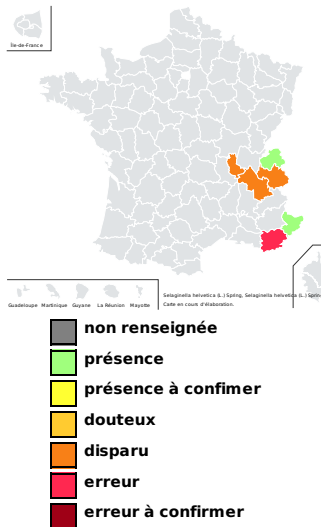 Île-de-France
Guadeloupe Martinique Guyane La Réunion Mayotte
Selaginella helvetica (L.) Spring, Selaginella helvetica (L.) Spring
Carte en cours d'élaboration.
non renseignée
présence
présence à confimer
douteux
disparu
erreur
erreur à confirmer